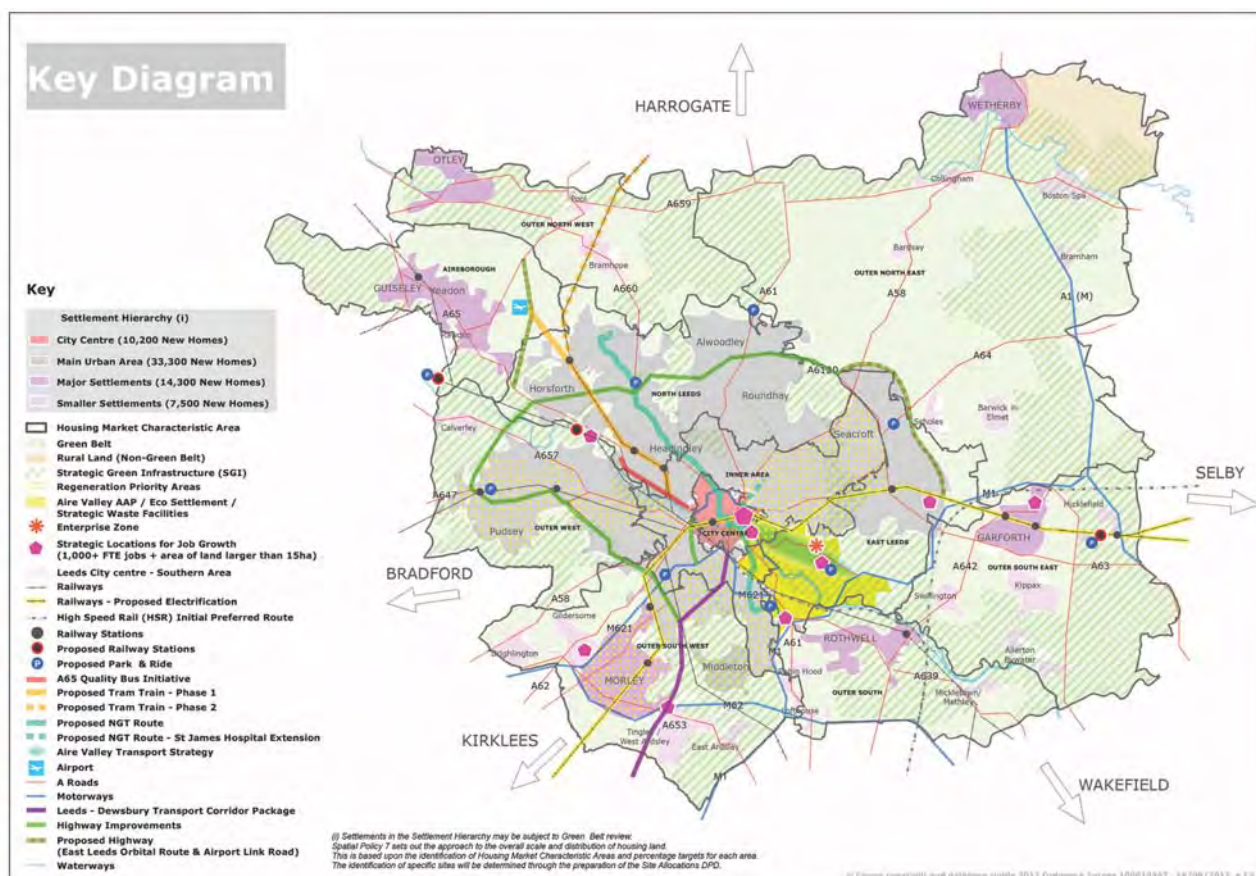 Key Diagram
HARROGATE
WETHERBY
OTLEY
Collingham
Boston Spa
Pool
A659
OUTER NORTH WEST
Bardsay
AIREBOROUGH
Bramhope
OUTER NORTH EAST
Bramham
GUISELEY
Yeadon
A660
A61
A58
A1 (M)
A65
Alwoodley
A64
Horsforth
A6120
NORTH LEEDS
Roundhay
Barwick in
Elmet
Scholes
Calverley
Seacroft
Headingley
A657
INNER AREA
SELBY
A647
M1
Micklefield
OUTER WEST
Pudsey
CITY CENTRE
GARFORTH
EAST LEEDS
A642
OUTER SOUTH EAST
A63
BRADFORD
Kippax
A58
M621
Swillington
Gildersome
M621
ROTHWELL
OUTER SOUTH WEST
A61
Allerton
Bywater
M1
Middleton
Robin Hood
A639
A62
MORLEY
OUTER SOUTH
Mickletown/
Methley
M62
A653
KIRKLEES
West Ardsley
East Ardsley
WAKEFIELD
M1
Key
Settlement Hierarchy (i)
City Centre (10,200 New Homes)
Main Urban Area (33,300 New Homes)
Major Settlements (14,300 New Homes)
Smaller Settlements (7,500 New Homes)
Housing Market Characteristic Area
Green Belt
Rural Land (Non-Green Belt)
Strategic Green Infrastructure (SGI)
Regeneration Priority Areas
Aire Valley AAP / Eco Settlement /
Strategic Waste Facilities
Enterprise Zone
Strategic Locations for Job Growth
(1,000+ FTE jobs + area of land larger than 15ha)
Leeds City centre - Southern Area
Railways
Railways - Proposed Electrification
High Speed Rail (HSR) Initial Preferred Route
Railway Stations
Proposed Railway Stations
Proposed Park & Ride
A65 Quality Bus Initiative
Proposed Tram Train - Phase 1
Proposed Tram Train - Phase 2
Proposed NGT Route
Proposed NGT Route - St James Hospital Extension
Aire Valley Transport Strategy
Airport
A Roads
Motorways
Leeds - Dewsbury Transport Corridor Package
Highway Improvements
Proposed Highway
(East Leeds Orbital Route & Airport Link Road)
Waterways
(i) Settlements in the Settlement Hierarchy may be subject to Green Belt review.
Spatial Policy 7 sets out the approach to the overall scale and distribution of housing land.
This is based upon the identification of Housing Market Characteristic Areas and percentage targets for each area.
The identification of specific sites will be determined through the preparation of the Site Allocations DPD.